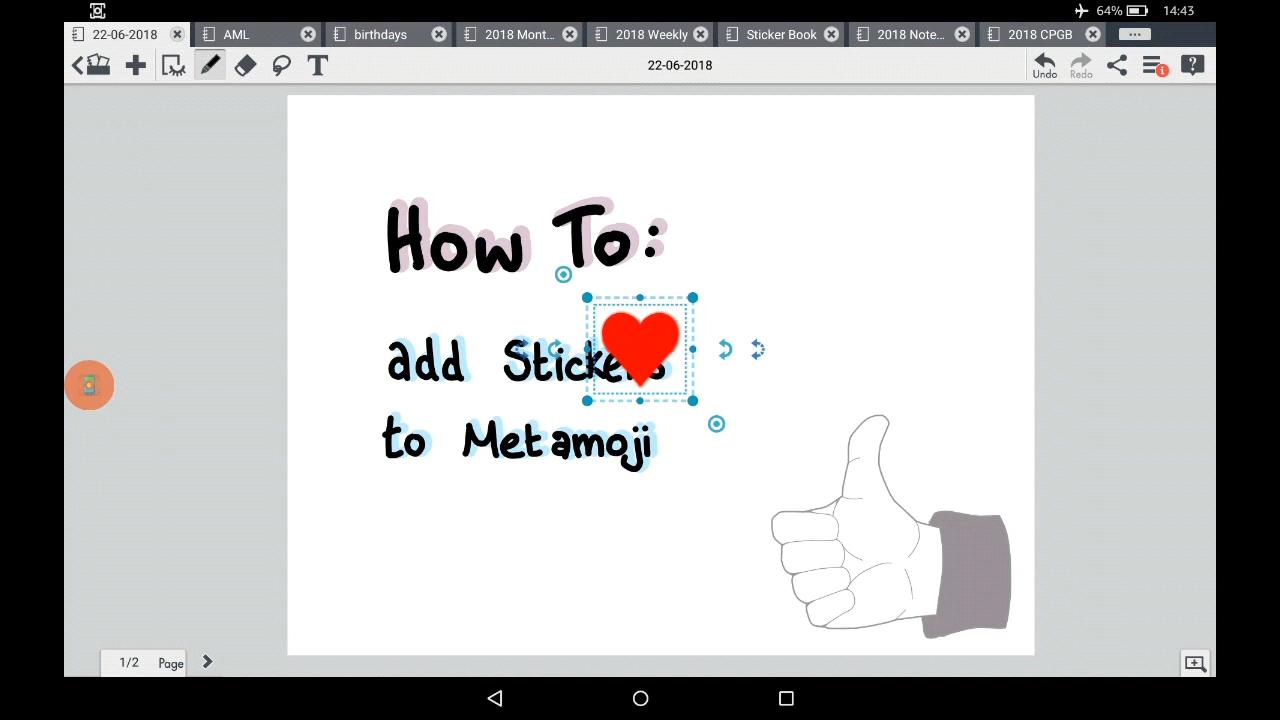 64% 14:43
22-06-2018 AML birthdays 2018 Mont... 2018 Weekly Sticker Book 2018 Note... 2018 CPGB ...
T 22-06-2018 Undo Redo i ?
How To:
add Stickers
to Metamoji
1/2 Page